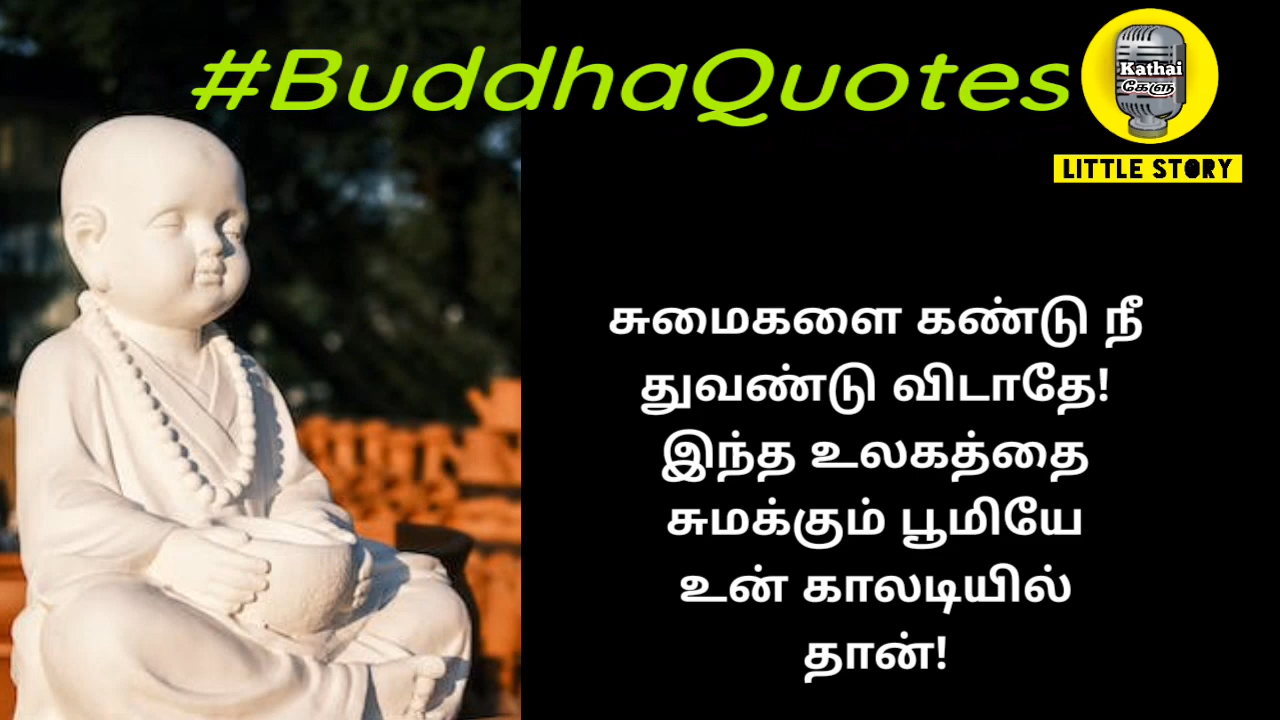 #BuddhaQuotes
Kathai
கேளு
LITTLE STORY
சுமைகளை கண்டு நீ
துவண்டு விடாதே!
இந்த உலகத்தை
சுமக்கும் பூமியே
உன் காலடியில்
தான்!